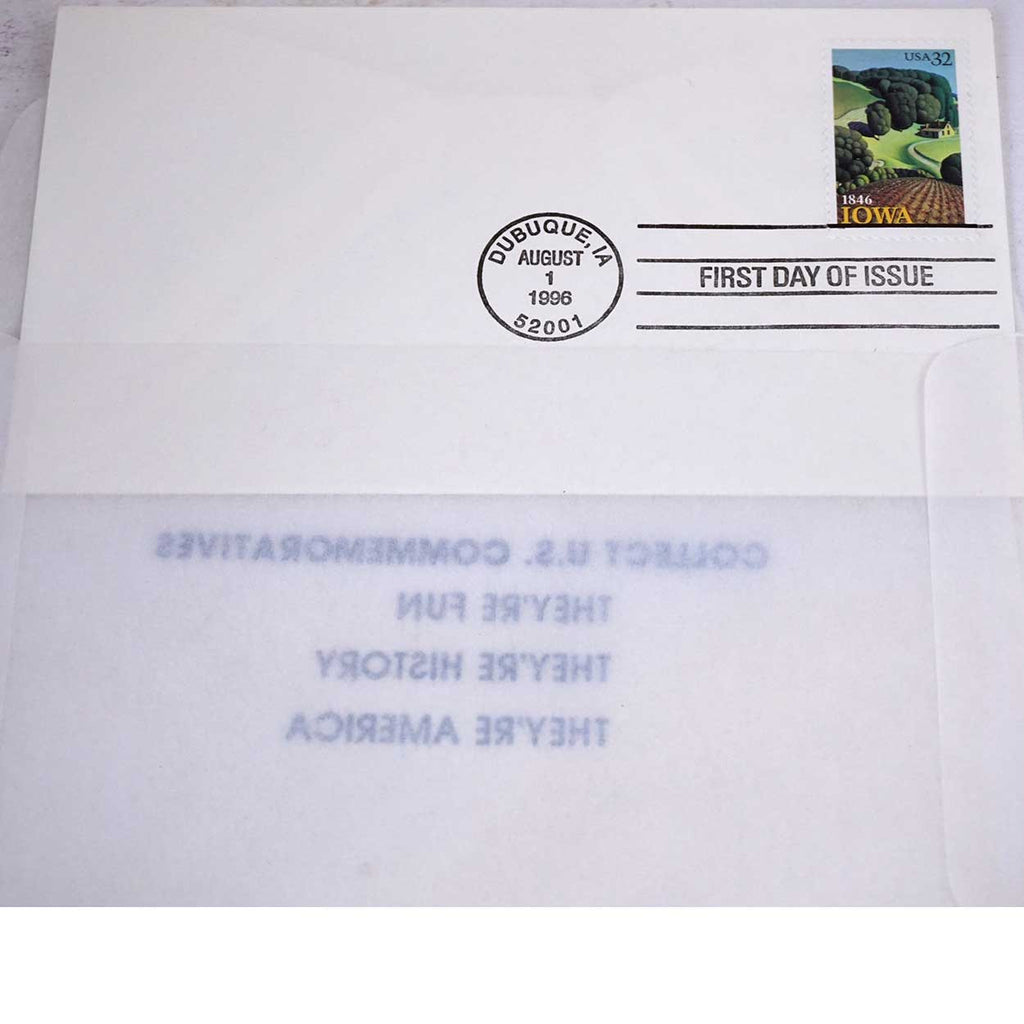 USA32
1846
IOWA
DUBUQUE, IA
AUGUST
1
1996
52001
FIRST DAY OF ISSUE
COLLECT U.S. COMMEMORATIVES
THEY'RE FUN
THEY'RE HISTORY
THEY'RE AMERICA